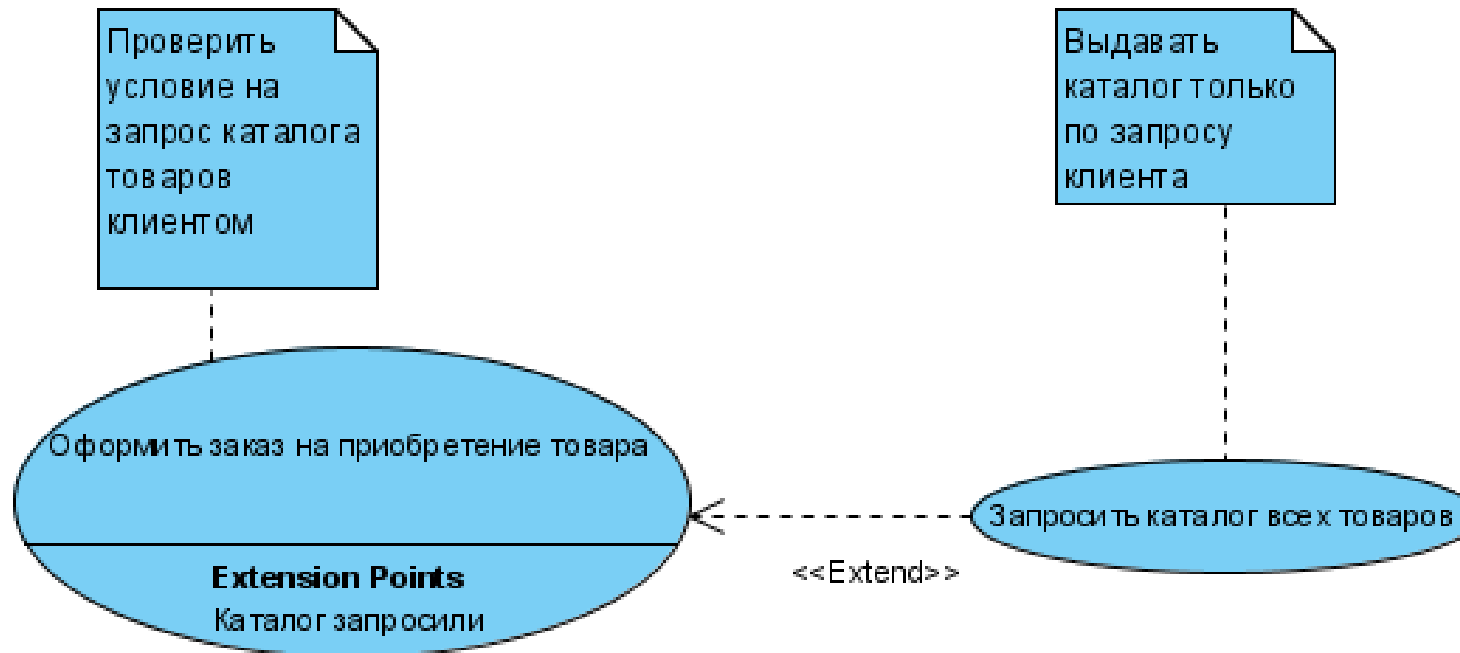 Проверить
условие на
запрос каталога
товаров
клиентом
Выдавать
каталог только
по запросу
клиента
Оформить заказ на приобретение товара
Запросить каталог всех товаров
<<Extend>>
Extension Points
Каталог запросили